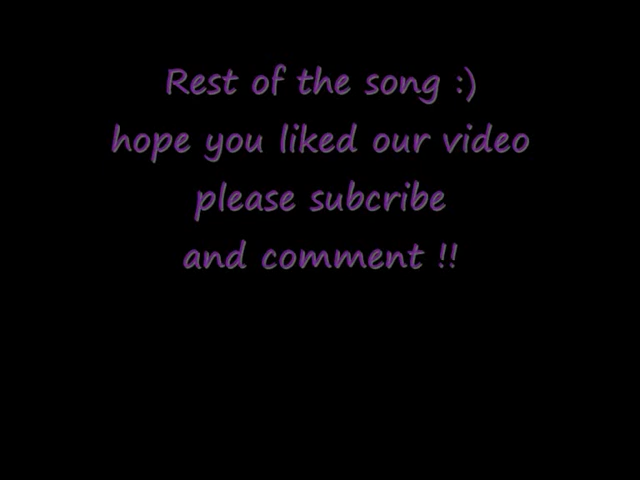 Rest of the song :)
hope you liked our video
please subcribe
and comment !!